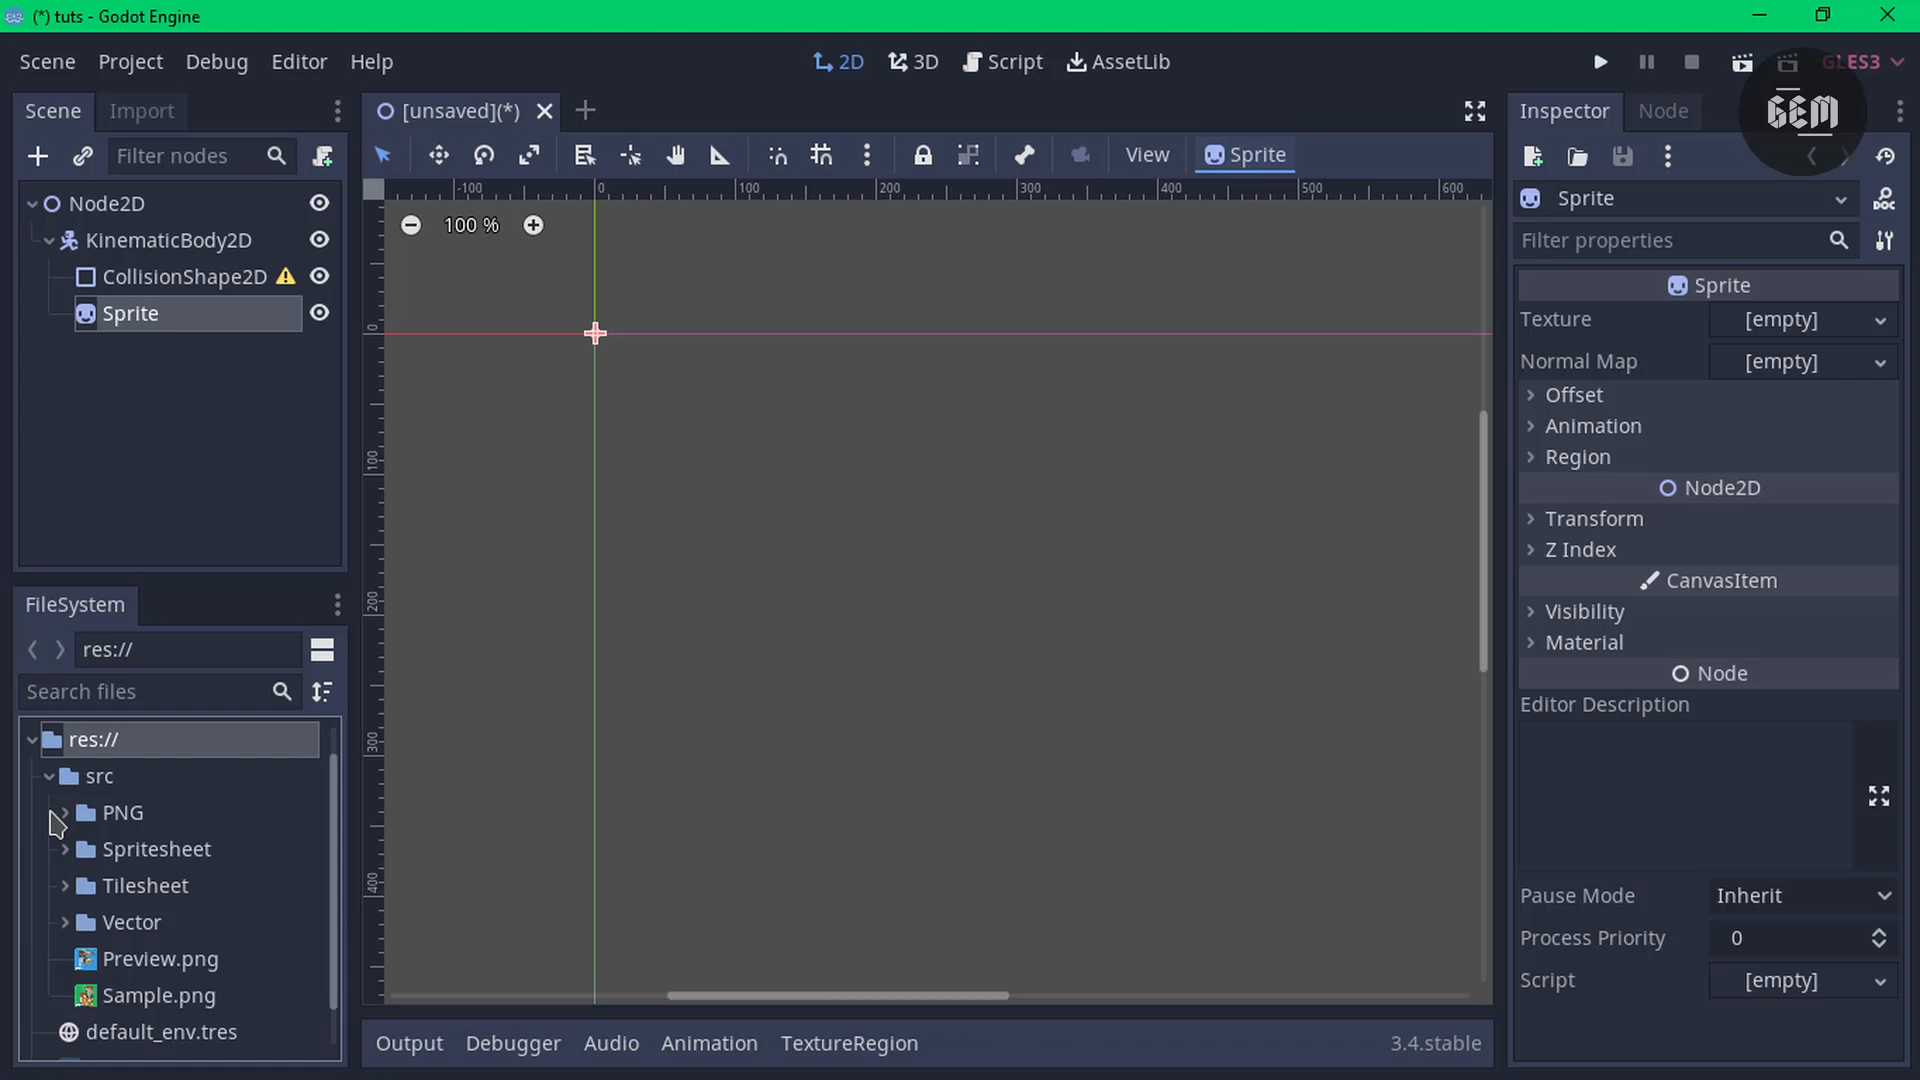 (*) tuts - Godot Engine
Scene Project Debug Editor Help
2D 3D Script AssetLib
GLES3
GEM
Scene Import
[unsaved](*)
Inspector Node
Filter nodes
View Sprite
Node2D
KinematicBody2D
CollisionShape2D
Sprite
-100 0 100 200 300 400 500 600
100 %
0
100
200
300
400
Sprite
Filter properties
Sprite
Texture [empty]
Normal Map [empty]
Offset
Animation
Region
Node2D
Transform
Z Index
CanvasItem
Visibility
Material
Node
Editor Description
Pause Mode Inherit
Process Priority 0
Script [empty]
FileSystem
res://
Search files
res://
src
PNG
Spritesheet
Tilesheet
Vector
Preview.png
Sample.png
default_env.tres
Output Debugger Audio Animation TextureRegion 3.4.stable